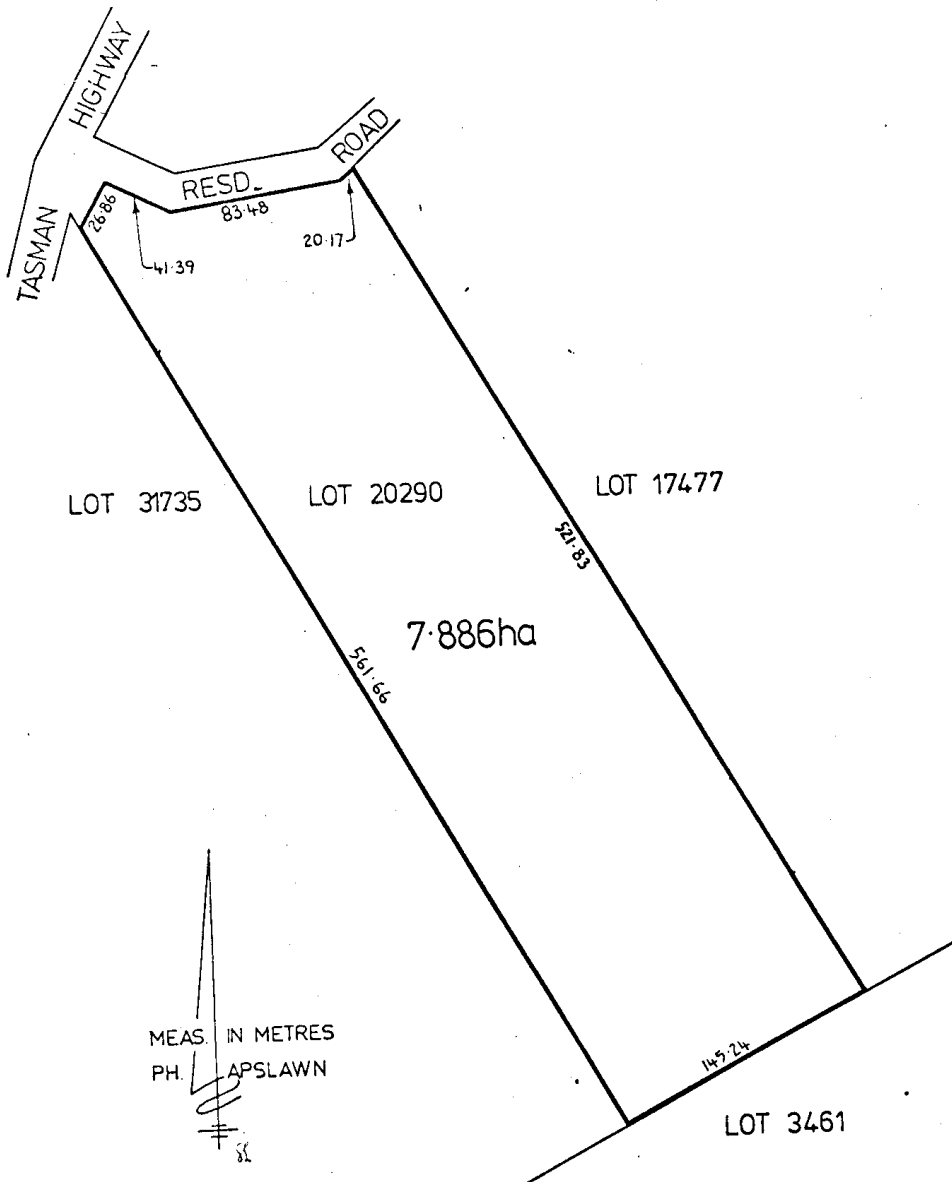 TASMAN HIGHWAY
RESD. ROAD
26·86
41·39
83·48
20·17
LOT 31735
LOT 20290
LOT 17477
521·83
7·886ha
561·66
MEAS. IN METRES
PH. APSLAWN
145·24
LOT 3461